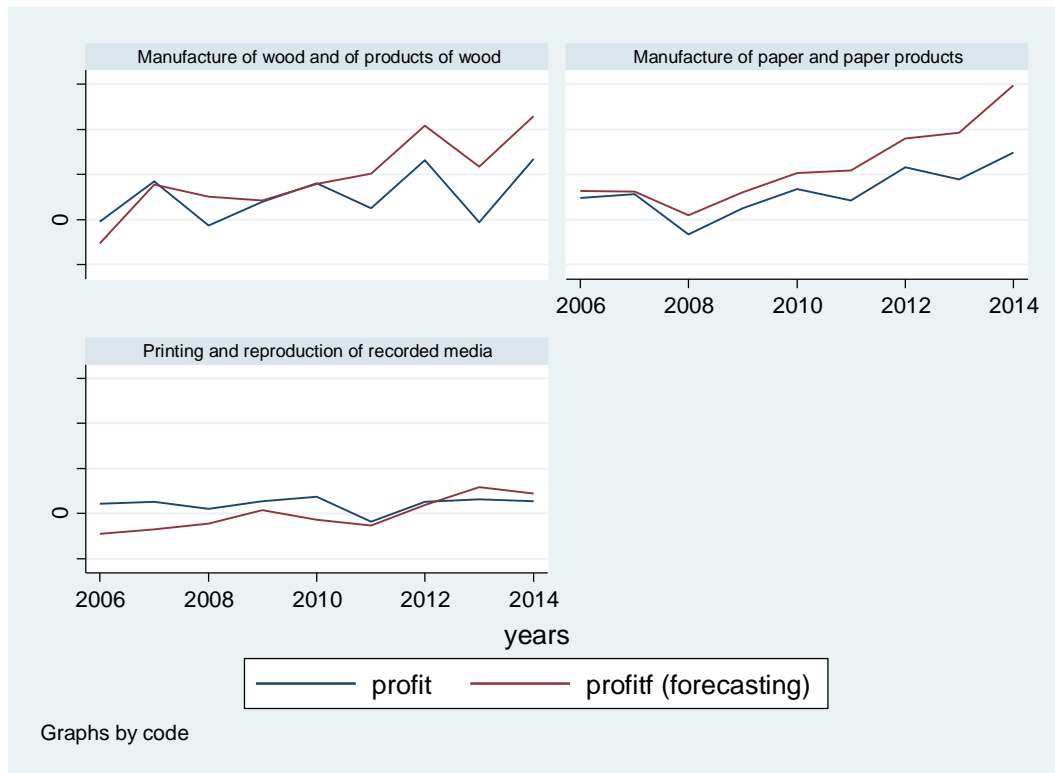 Manufacture of wood and of products of wood
Manufacture of paper and paper products
0
2006 2008 2010 2012 2014
Printing and reproduction of recorded media
0
2006 2008 2010 2012 2014
years
profit profitf (forecasting)
Graphs by code